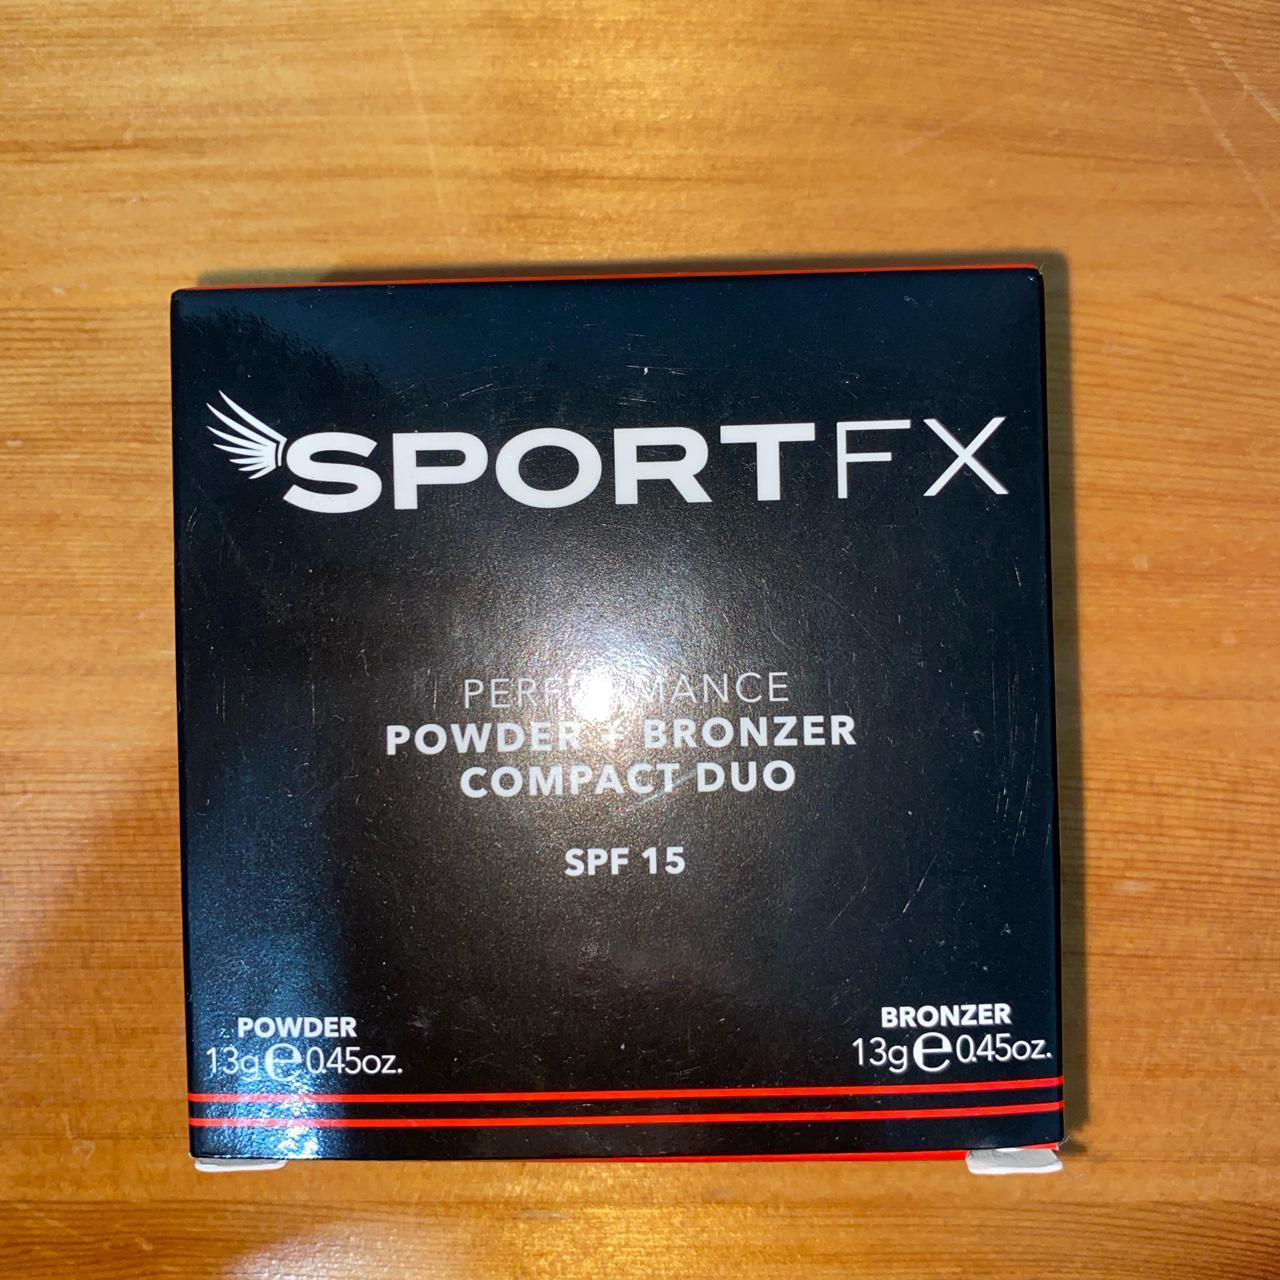 SPORTFX
PERFORMANCE
POWDER + BRONZER
COMPACT DUO
SPF 15
POWDER
13g e 0.45oz.
BRONZER
13g e 0.45oz.